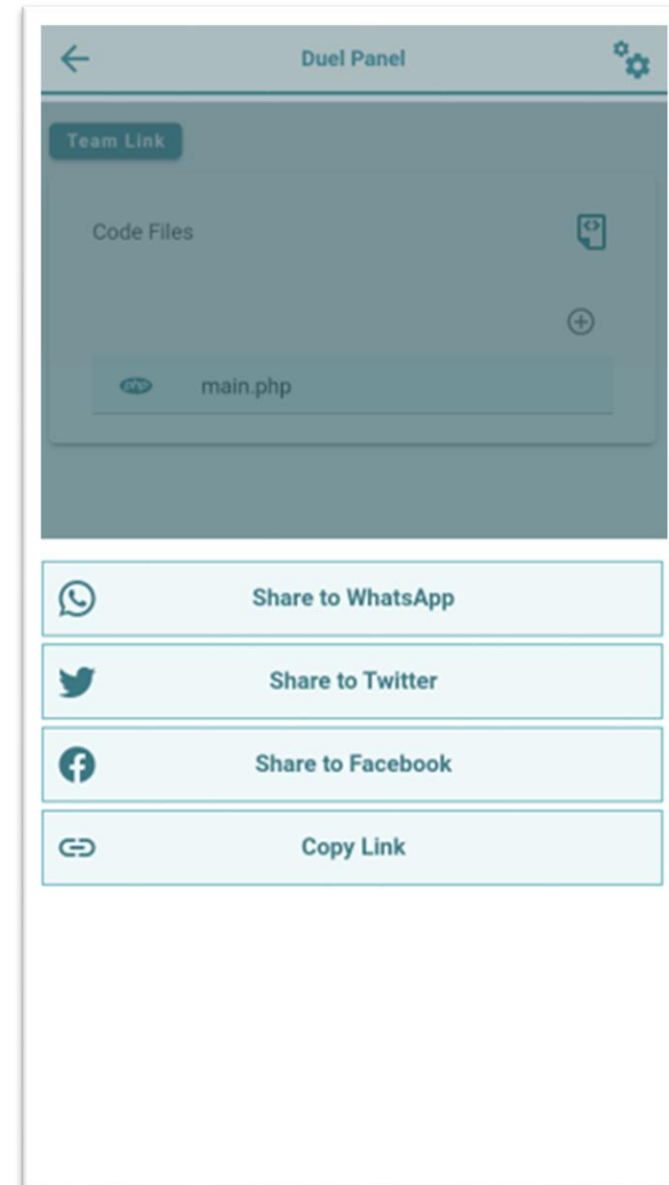 Duel Panel
Team Link
Code Files
php main.php
Share to WhatsApp
Share to Twitter
Share to Facebook
Copy Link